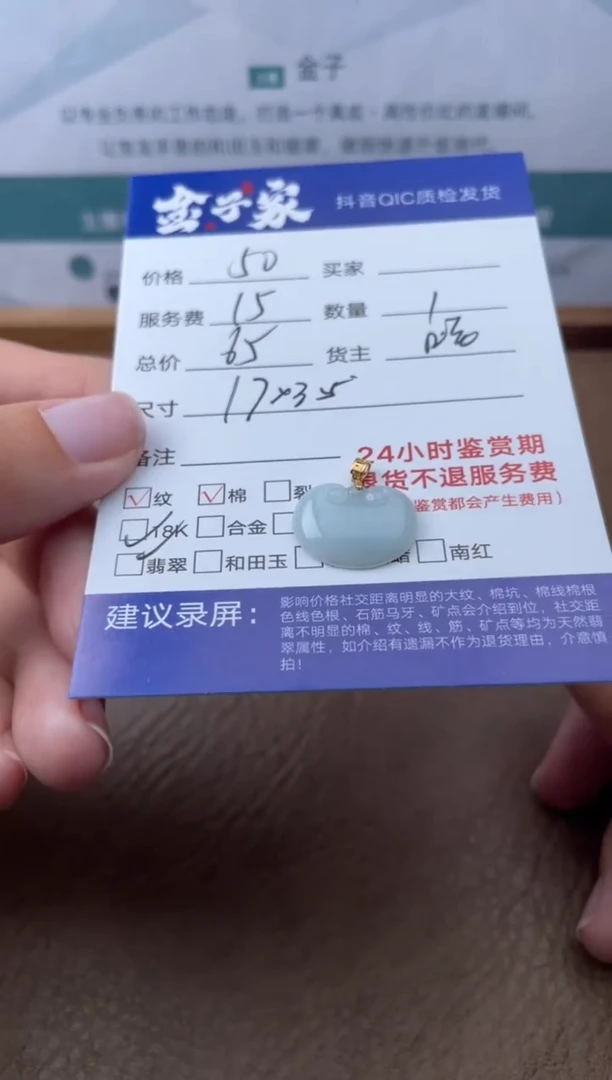 金子
金子家 抖音QIC质检发货
价格 50 买家
服务费 15 数量 1
总价 65 货主
尺寸 17×35
备注
24小时鉴赏期
退货不退服务费
鉴赏都会产生费用）
纹 棉 裂
18K 合金
翡翠 和田玉 蜡 南红
建议录屏：
影响价格社交距离明显的大纹、棉坑、棉线棉根
色线色根、石筋马牙、矿点会介绍到位，社交距
离不明显的棉、纹、线、筋、矿点等均为天然翡
翠属性，如介绍有遗漏不作为退货理由，介意慎
拍！